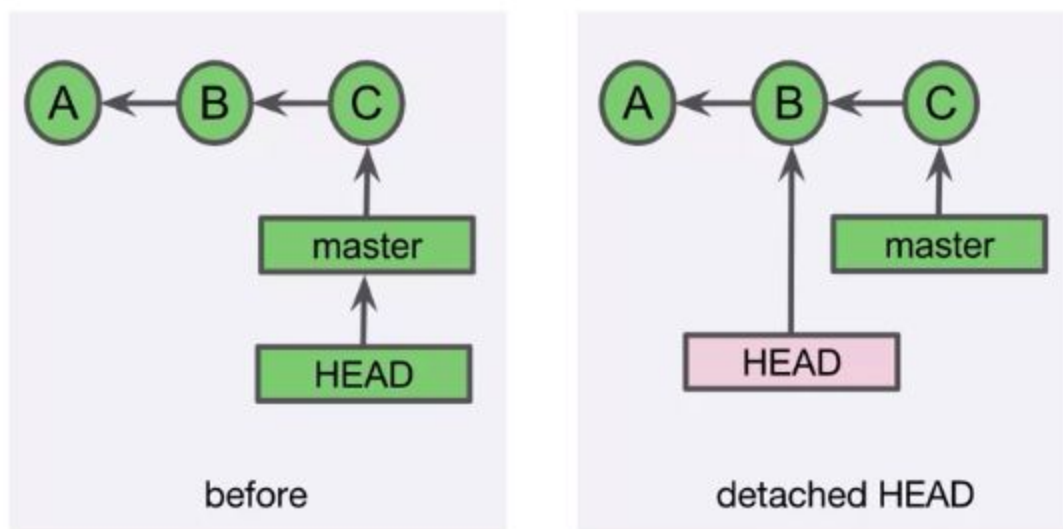 A B C
master
HEAD
before
A B C
master
HEAD
detached HEAD